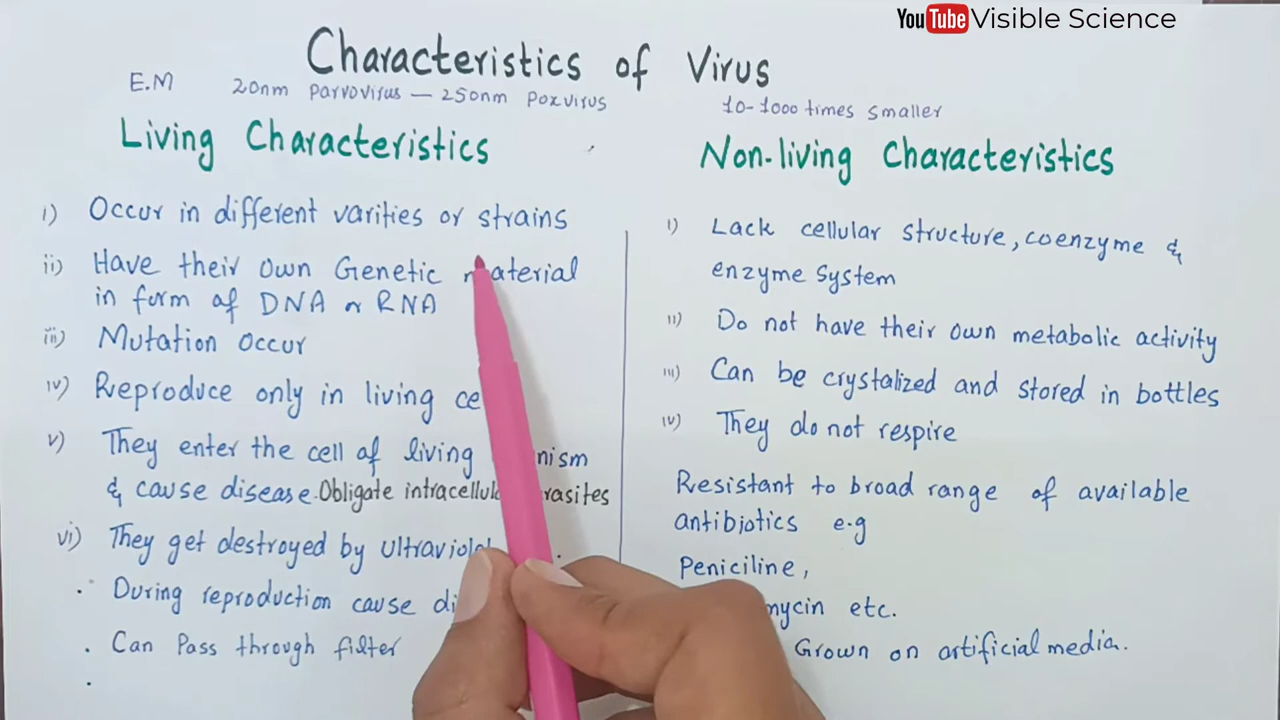 YouTube Visible Science
Characteristics of Virus
E.M 20nm parvovirus — 250nm poxvirus
10-1000 times smaller
Living Characteristics
i) Occur in different varities or strains
ii) Have their own Genetic material
in form of DNA or RNA
iii) Mutation Occur
iv) Reproduce only in living
v) They enter the cell of living
& cause disease. Obligate intracellul
vi) They get destroyed by
. During reproduction cause
. Can Pass through filter
.
Non-living Characteristics
i) Lack cellular structure, coenzyme &
enzyme system
ii) Do not have their own metabolic activity
iii) Can be crystalized and stored in bottles
iv) They do not respire
Resistant to broad range of available
antibiotics e.g
Peniciline,
etc.
Grown on artificial media.